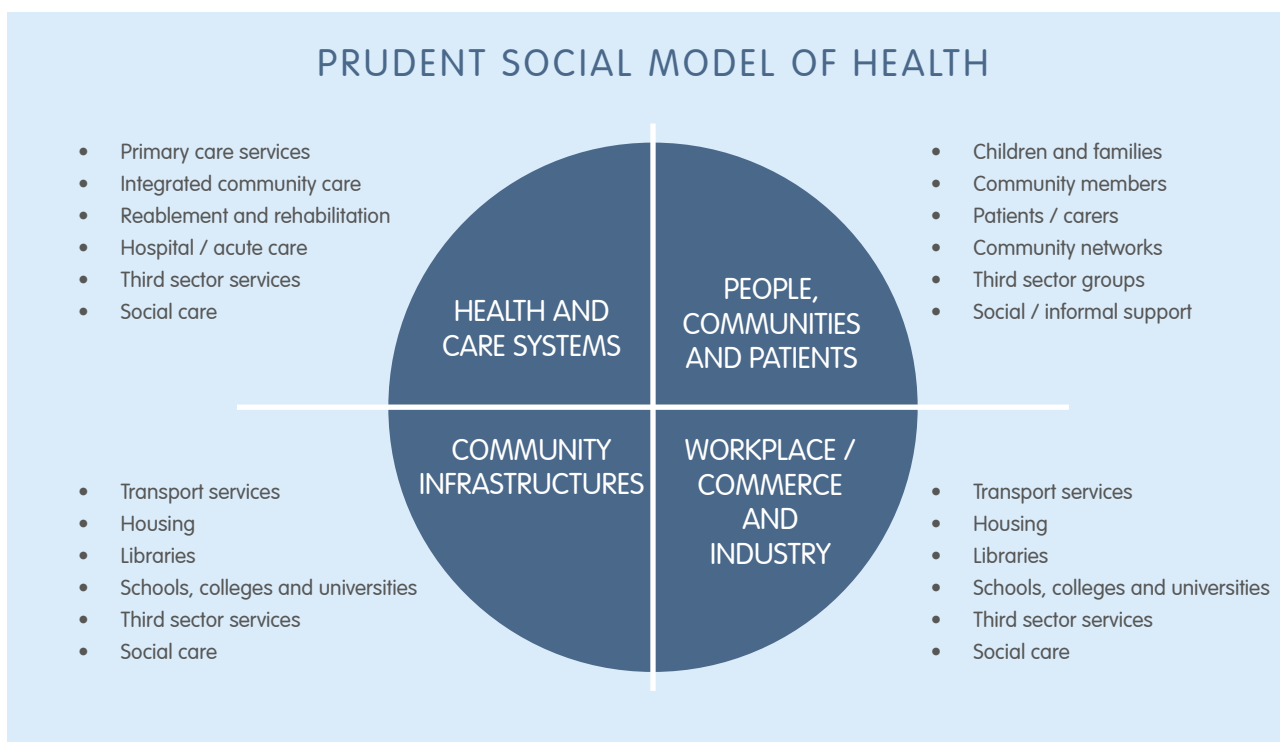 PRUDENT SOCIAL MODEL OF HEALTH
• Primary care services
• Integrated community care
• Reablement and rehabilitation
• Hospital / acute care
• Third sector services
• Social care
HEALTH AND
CARE SYSTEMS
PEOPLE,
COMMUNITIES
AND PATIENTS
• Children and families
• Community members
• Patients / carers
• Community networks
• Third sector groups
• Social / informal support
• Transport services
• Housing
• Libraries
• Schools, colleges and universities
• Third sector services
• Social care
COMMUNITY
INFRASTRUCTURES
WORKPLACE /
COMMERCE
AND
INDUSTRY
• Transport services
• Housing
• Libraries
• Schools, colleges and universities
• Third sector services
• Social care